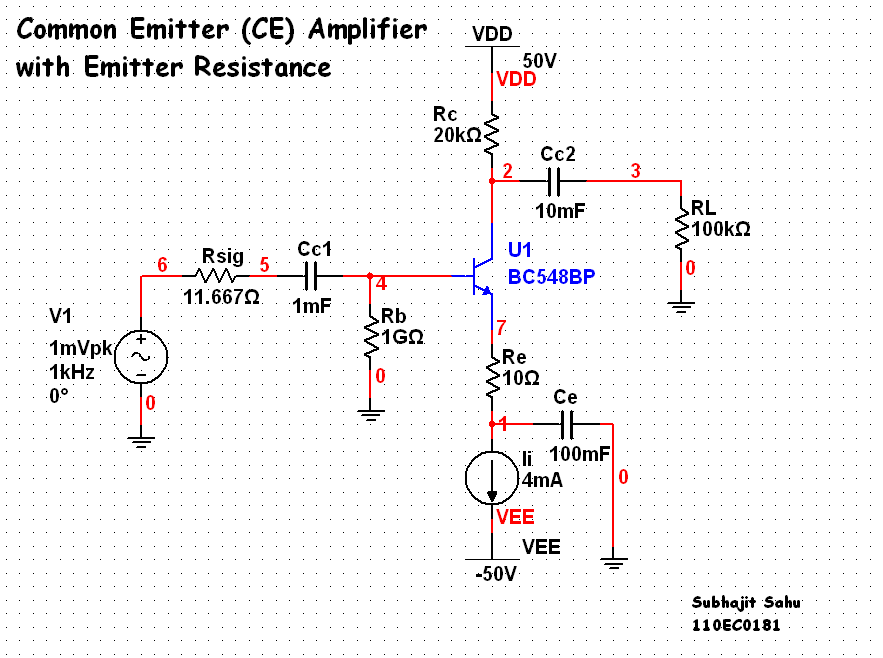 Common Emitter (CE) Amplifier
with Emitter Resistance
VDD
50V
VDD
Rc
20kΩ
2
Cc2
10mF
3
RL
100kΩ
0
6
Rsig
11.667Ω
5
Cc1
1mF
4
U1
BC548BP
V1
1mVpk
1kHz
0°
0
Rb
1GΩ
0
7
Re
10Ω
1
Ce
100mF
0
Ii
4mA
VEE
VEE
-50V
Subhajit Sahu
110EC0181